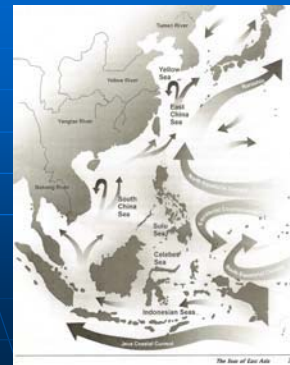 Tumen River
Yellow River
Yellow
Sea
East
China
Sea
Yangtze River
Mekong River
South
China
Sea
Sulu
Sea
Celebes
Sea
Indonesian Seas
Java Coastal Current
The Seas of East Asia